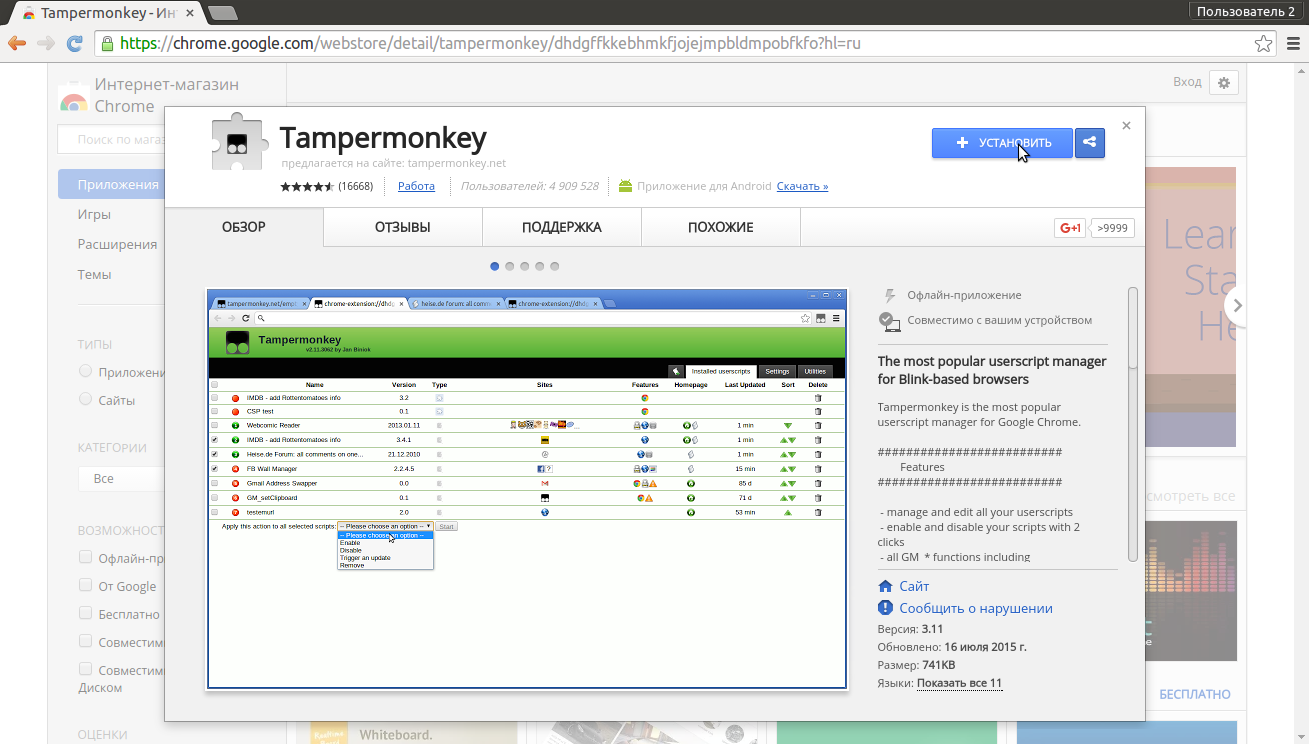 Tampermonkey - Ин
Пользователь 2
https://chrome.google.com/webstore/detail/tampermonkey/dhdgffkkebhmkfjojejmpbldmpobfkfo?hl=ru
Интернет-магазин
Chrome
Вход
Поиск по магаз
Приложения
Игры
Расширения
Темы
ТИПЫ
Приложени
Сайты
КАТЕГОРИИ
Все
ВОЗМОЖНОСТ
Офлайн-пр
От Google
Бесплатно
Совместим
Совместим
Диском
ОЦЕНКИ
Tampermonkey
предлагается на сайте: tampermonkey.net
(16668)
Работа
Пользователей: 4 909 528
Приложение для Android Скачать »
УСТАНОВИТЬ
ОБЗОР
ОТЗЫВЫ
ПОДДЕРЖКА
ПОХОЖИЕ
G+1 >9999
tampermonkey.net/emp
chrome-extension://dhdg
heise.de forum: all comm
chrome-extension://dhdg
Tampermonkey
v2.11.3062 by Jan Biniok
Installed userscripts Settings Utilities
Name Version Type Sites Features Homepage Last Updated Sort Delete
IMDB - add Rottentomatoes info 3.2
CSP test 0.1
Webcomic Reader 2013.01.11 1 min
IMDB - add Rottentomatoes info 3.4.1 1 min
Heise.de Forum: all comments on one... 21.12.2010 1 min
FB Wall Manager 2.2.4.5 15 min
Gmail Address Swapper 0.0 85 d
GM_setClipboard 0.1 71 d
testemurl 2.0 53 min
Apply this action to all selected scripts: -- Please choose an option -- Start
-- Please choose an option --
Enable
Disable
Trigger an update
Remove
Офлайн-приложение
Совместимо с вашим устройством
The most popular userscript manager
for Blink-based browsers
Tampermonkey is the most popular
userscript manager for Google Chrome.
##########################
Features
##########################
- manage and edit all your userscripts
- enable and disable your scripts with 2
clicks
- all GM_* functions including
Сайт
Сообщить о нарушении
Версия: 3.11
Обновлено: 16 июля 2015 г.
Размер: 741KB
Языки: Показать все 11
Lear
Sta
He
смотреть все
БЕСПЛАТНО
Whiteboard.